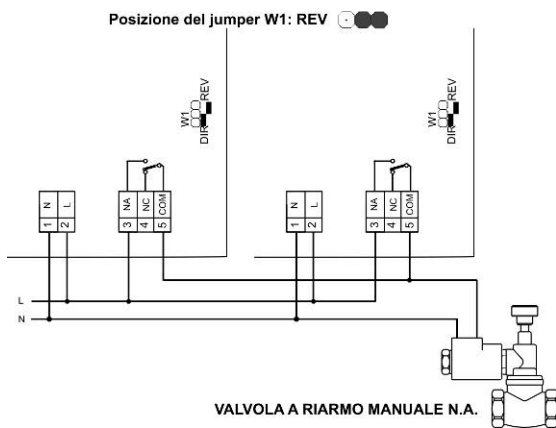 Posizione del jumper W1: REV
W1
DIR
REV
W1
DIR
REV
N
L
1
2
NA
NC
COM
3
4
5
N
L
1
2
NA
NC
COM
3
4
5
L
N
VALVOLA A RIARMO MANUALE N.A.